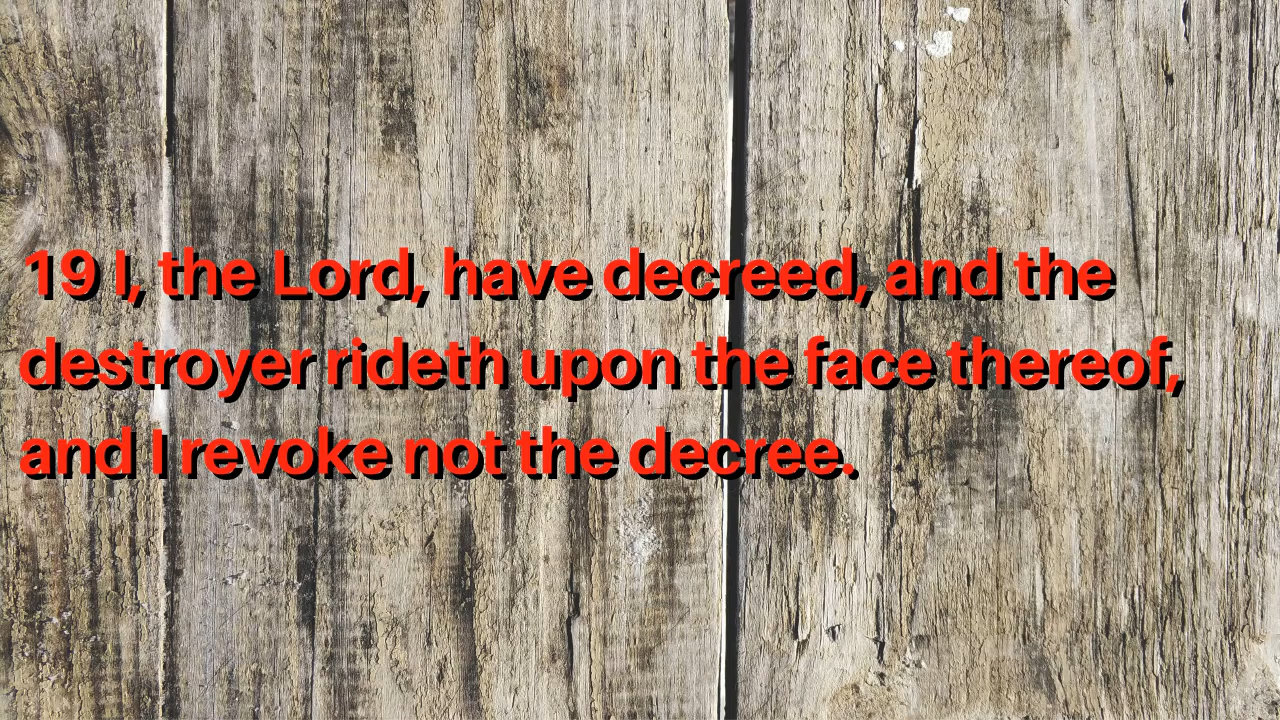 19 I, the Lord, have decreed, and the
destroyer rideth upon the face thereof,
and I revoke not the decree.